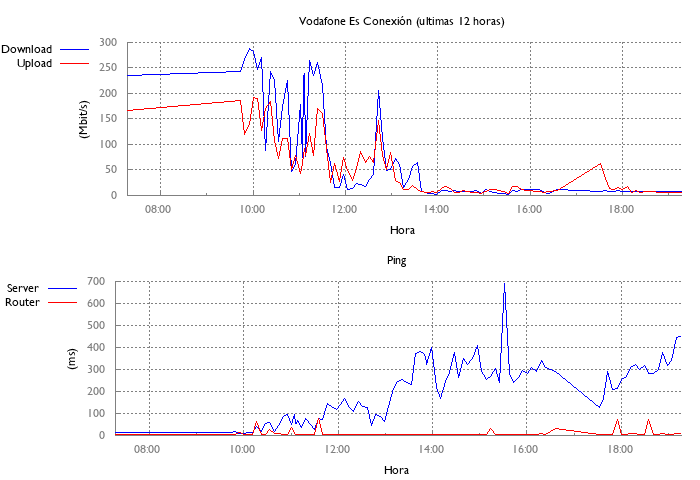 Vodafone Es Conexión (ultimas 12 horas)
Download
Upload
(Mbit/s)
300
250
200
150
100
50
0
08:00 10:00 12:00 14:00 16:00 18:00
Hora
Ping
Server
Router
(ms)
700
600
500
400
300
200
100
0
08:00 10:00 12:00 14:00 16:00 18:00
Hora